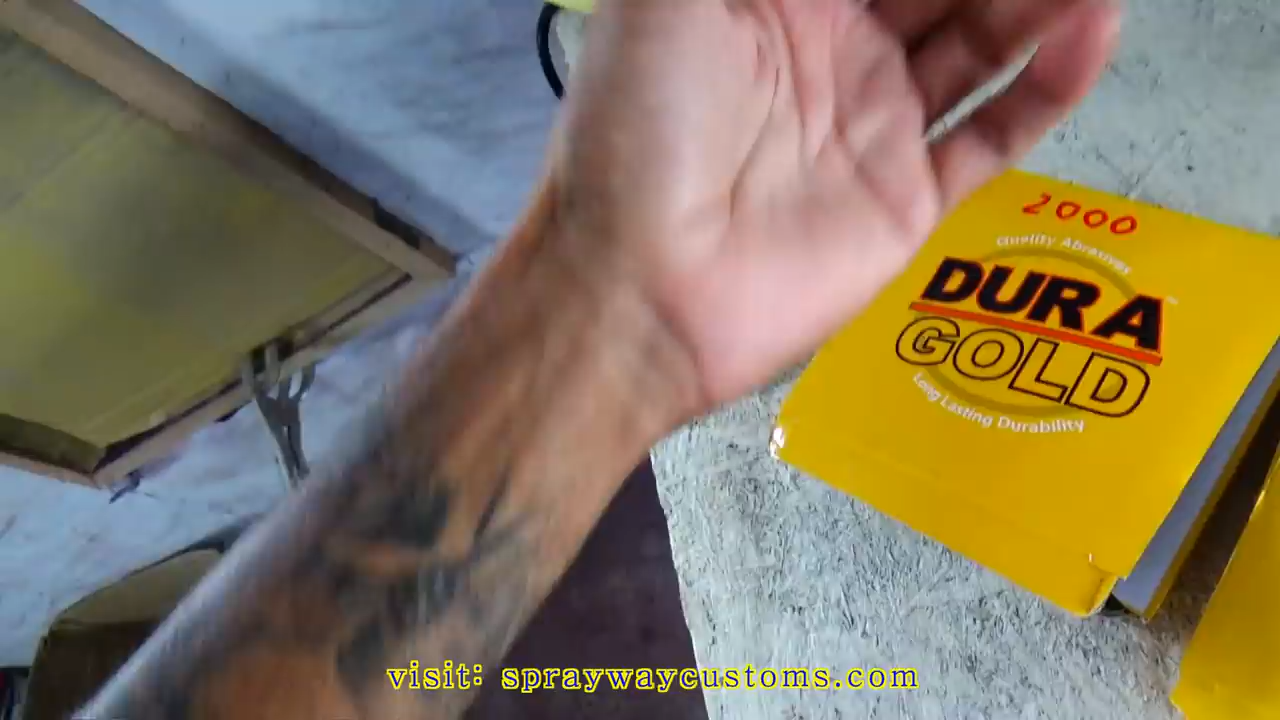 2000
Quality Abrasives
DURA
GOLD
Long Lasting Durability
visit: spraywaycustoms.com